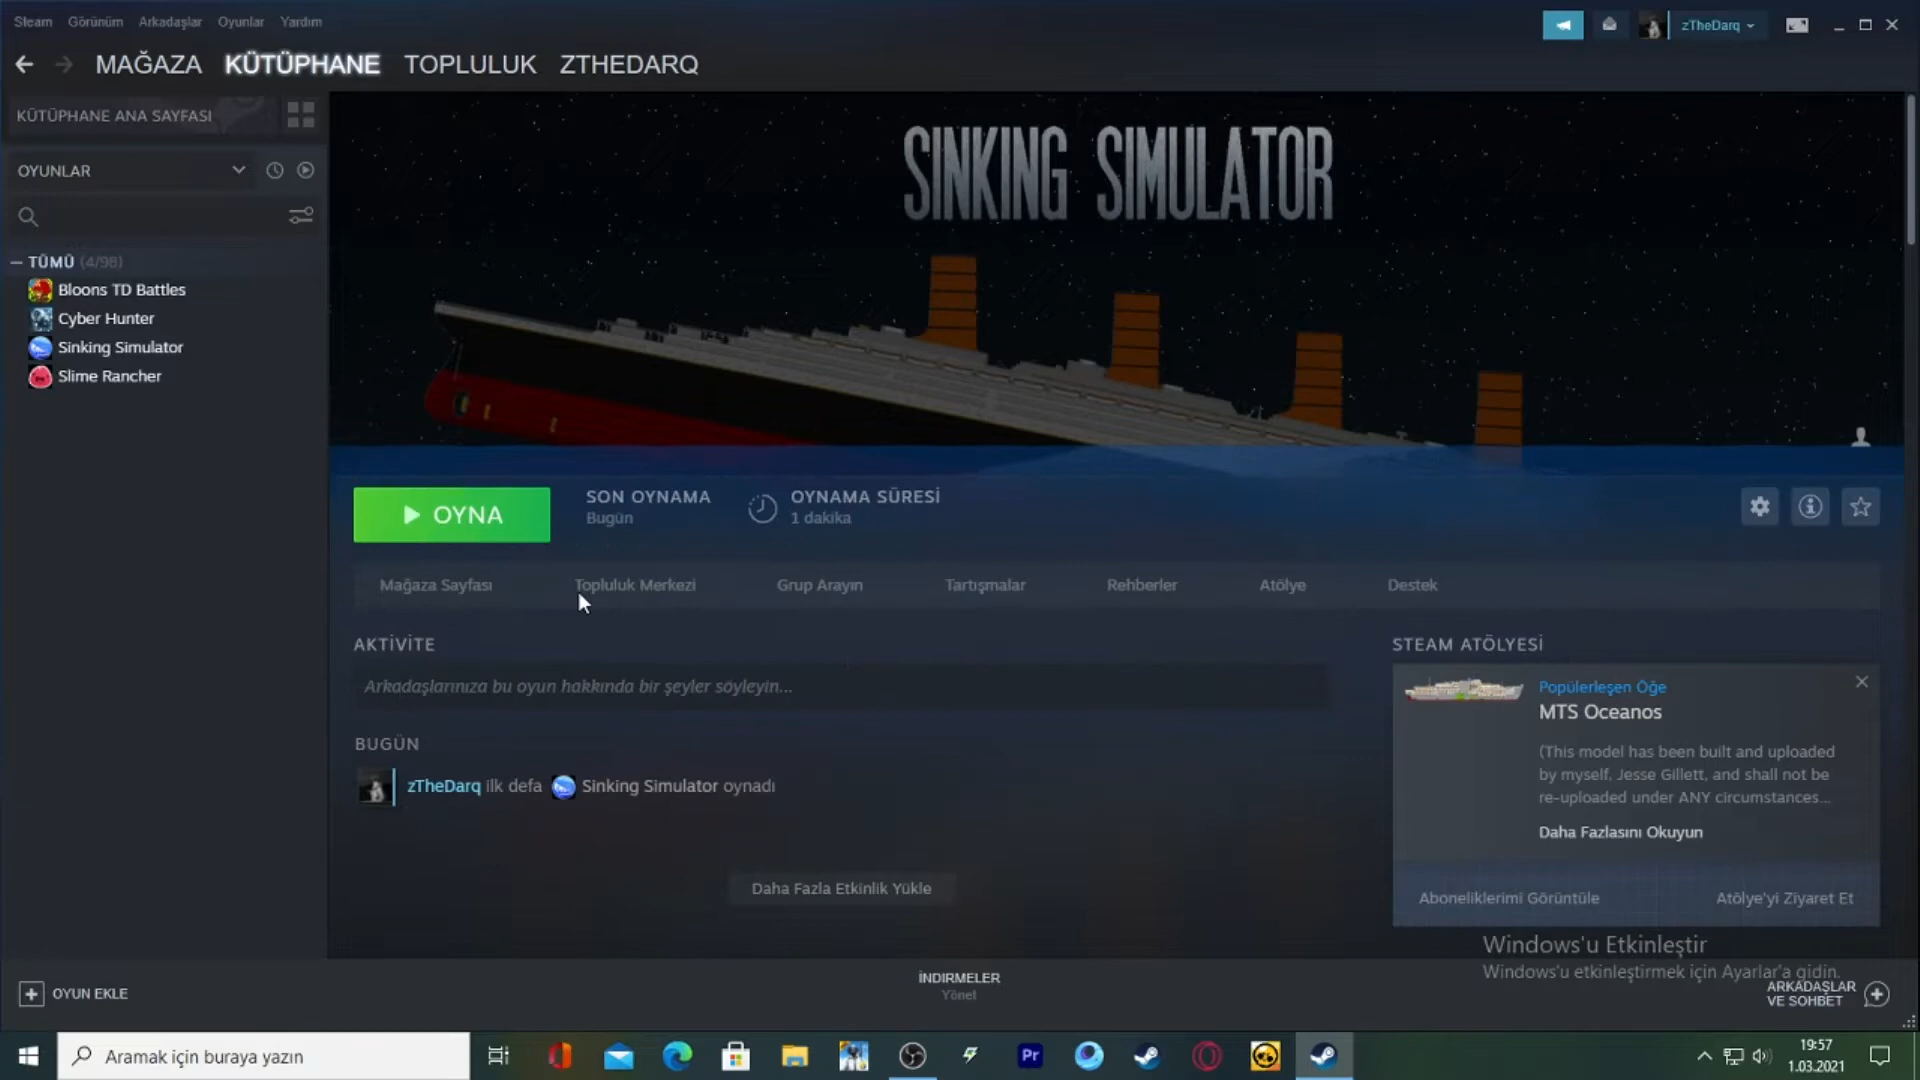 Steam Görünüm Arkadaşlar Oyunlar Yardım
zTheDarq
MAĞAZA KÜTÜPHANE TOPLULUK ZTHEDARQ
KÜTÜPHANE ANA SAYFASI
OYUNLAR
TÜMÜ (4/98)
Bloons TD Battles
Cyber Hunter
Sinking Simulator
Slime Rancher
SINKING SIMULATOR
OYNA
SON OYNAMA
Bugün
OYNAMA SÜRESİ
1 dakika
Mağaza Sayfası Topluluk Merkezi Grup Arayın Tartışmalar Rehberler Atölye Destek
AKTİVİTE
Arkadaşlarınıza bu oyun hakkında bir şeyler söyleyin...
BUGÜN
zTheDarq ilk defa Sinking Simulator oynadı
Daha Fazla Etkinlik Yükle
STEAM ATÖLYESİ
Popülerleşen Öğe
MTS Oceanos
(This model has been built and uploaded
by myself, Jesse Gillett, and shall not be
re-uploaded under ANY circumstances...
Daha Fazlasını Okuyun
Aboneliklerimi Görüntüle Atölye'yi Ziyaret Et
Windows'u Etkinleştir
Windows'u etkinleştirmek için Ayarlar'a gidin.
OYUN EKLE
İNDİRMELER
Yönet
ARKADAŞLAR
VE SOHBET
Aramak için buraya yazın
Pr
19:57
1.03.2021